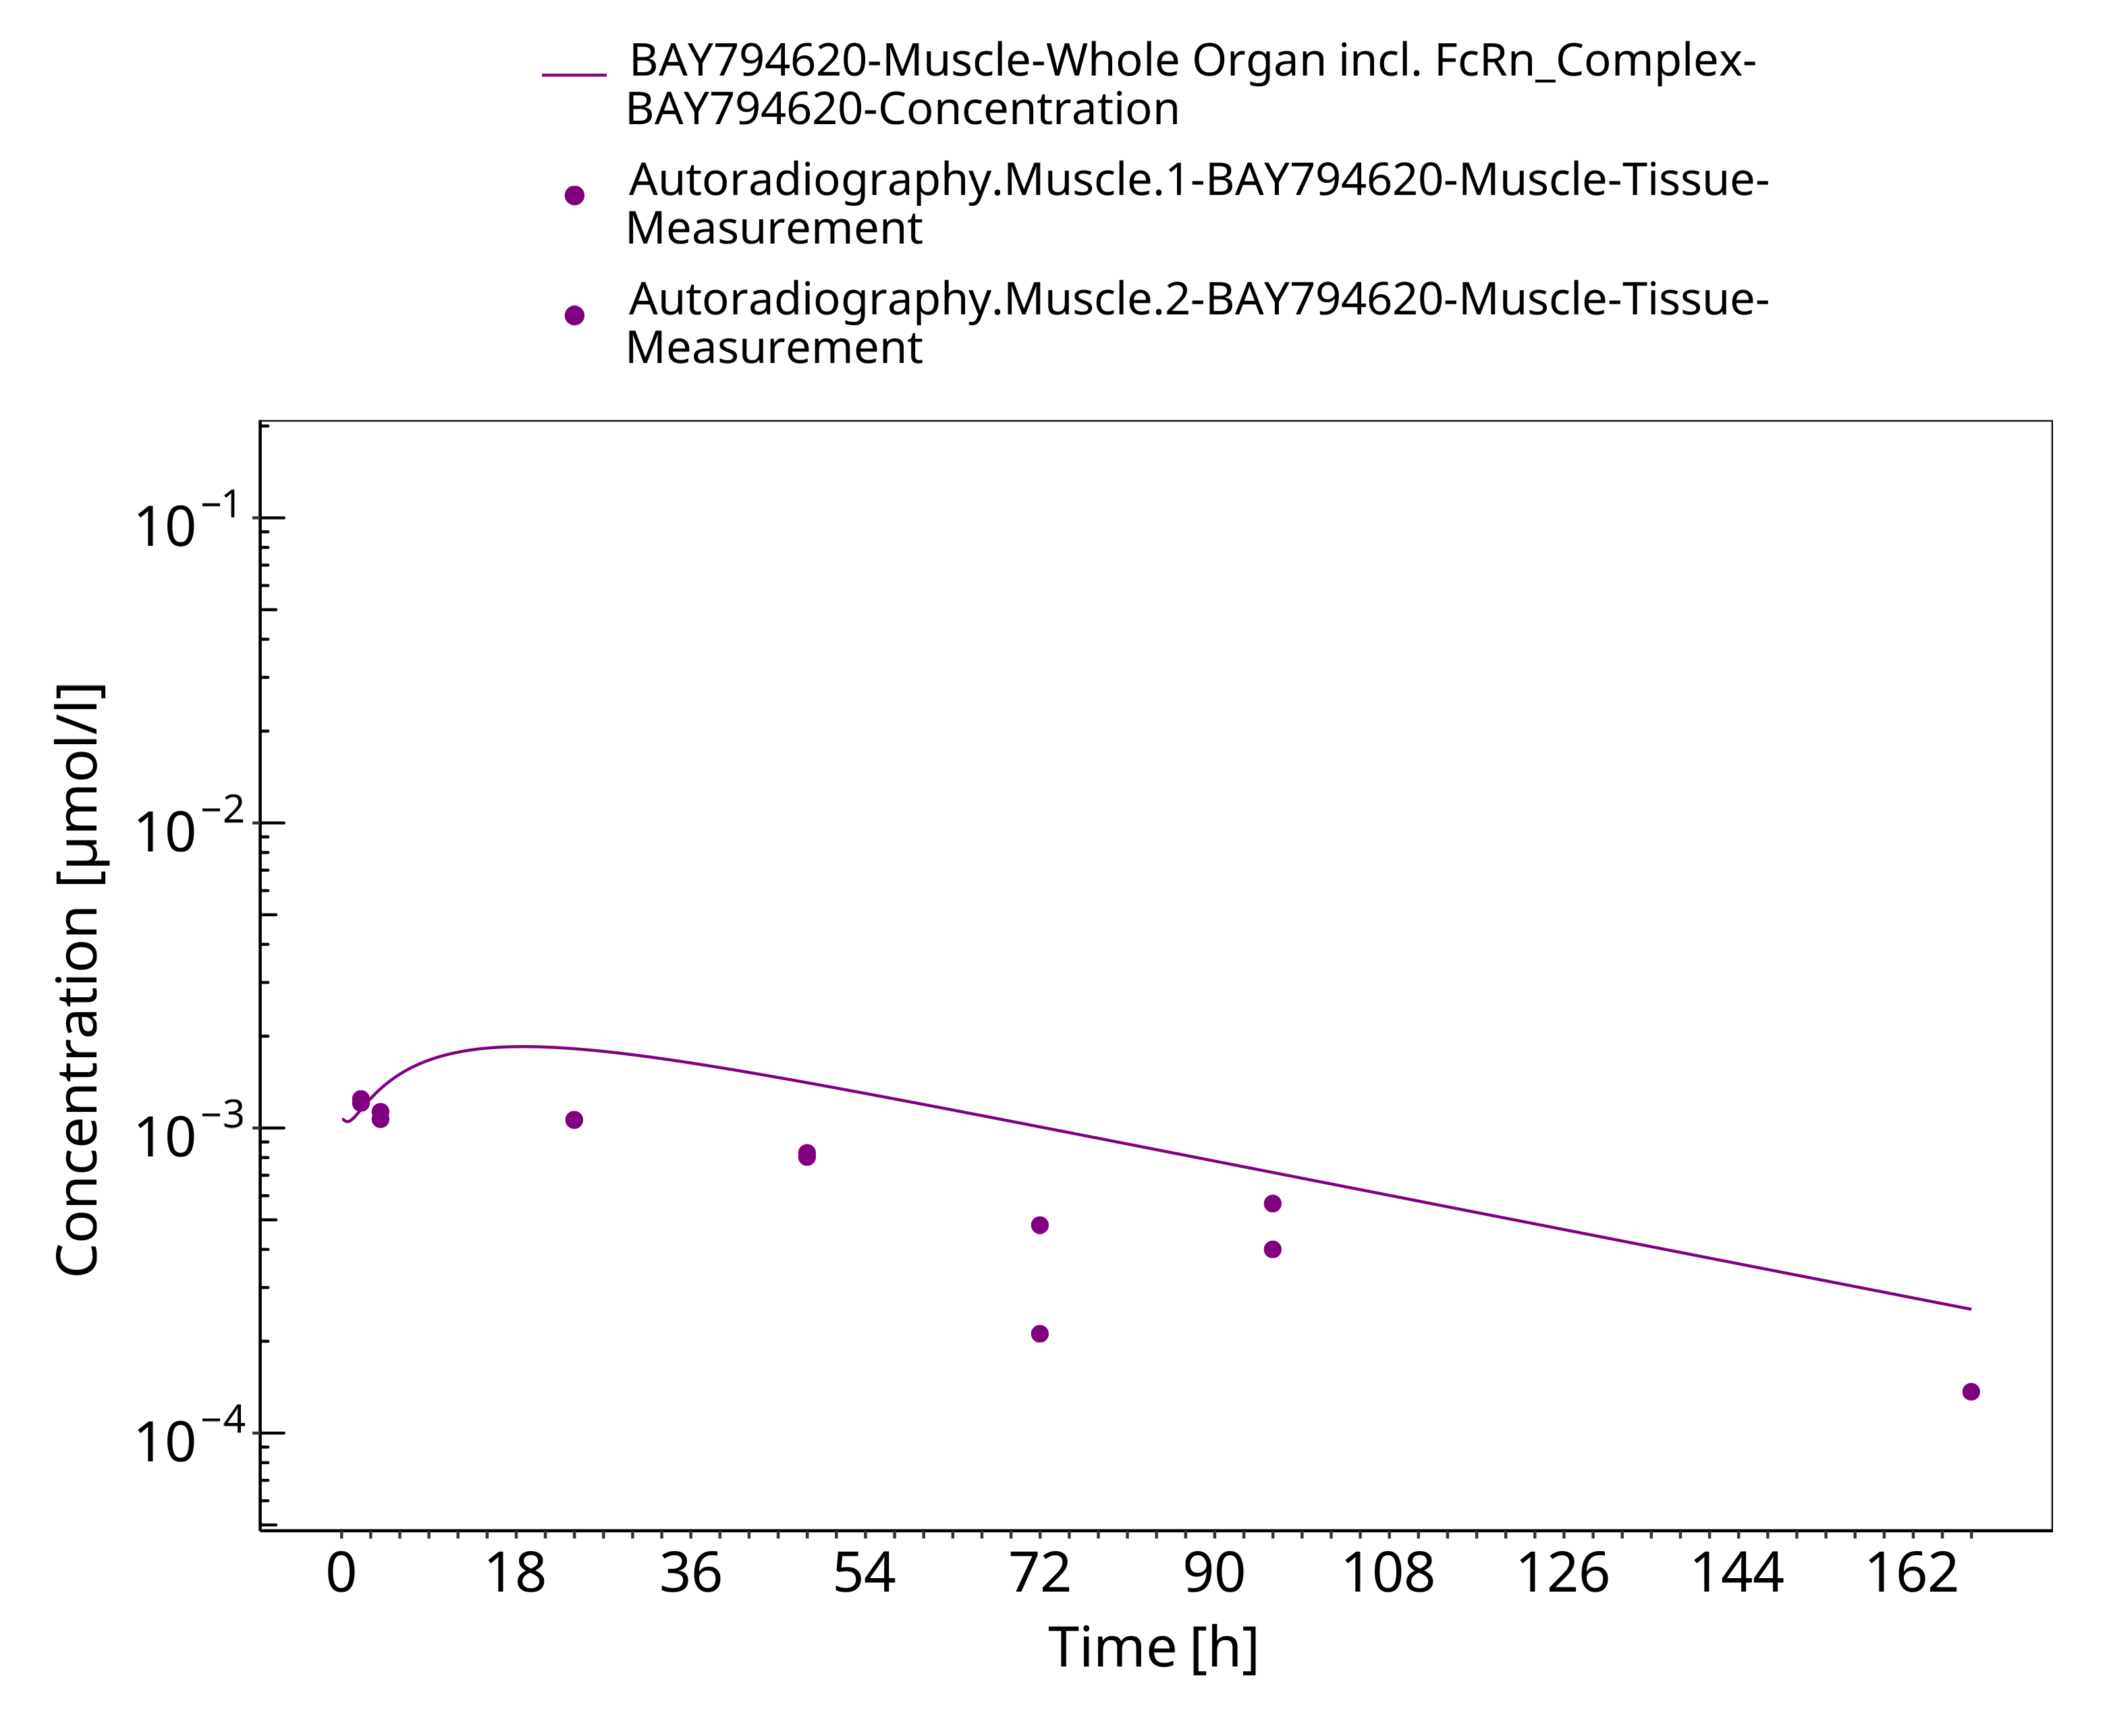 BAY794620-Muscle-Whole Organ incl. FcRn_Complex-
BAY794620-Concentration
Autoradiography.Muscle.1-BAY794620-Muscle-Tissue-
Measurement
Autoradiography.Muscle.2-BAY794620-Muscle-Tissue-
Measurement
10⁻¹
10⁻²
10⁻³
10⁻⁴
Concentration [µmol/l]
0 18 36 54 72 90 108 126 144 162
Time [h]